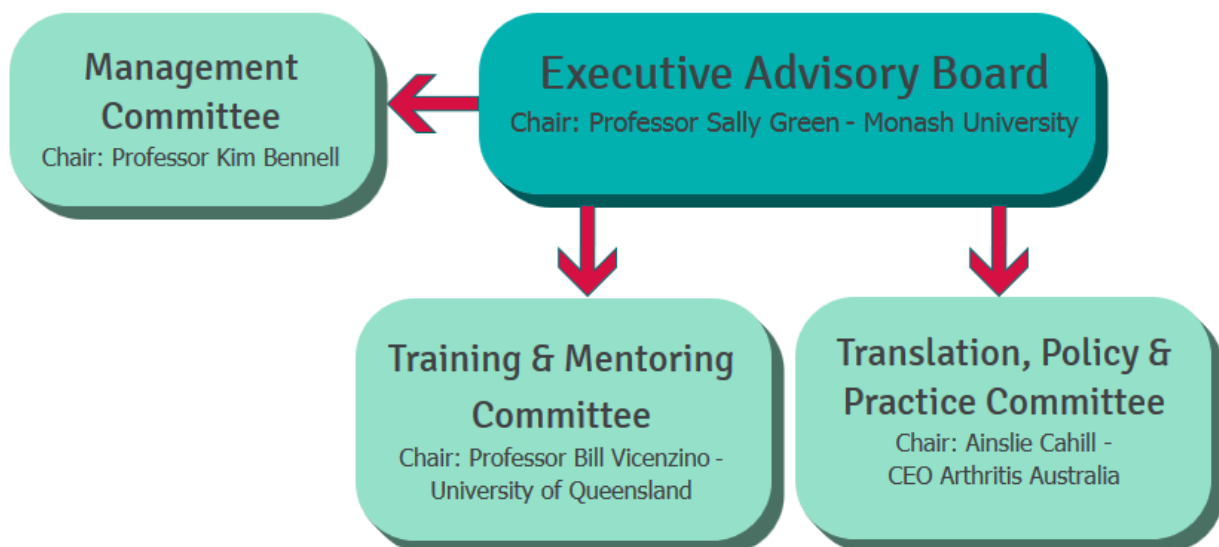 Management
Committee
Chair: Professor Kim Bennell
Executive Advisory Board
Chair: Professor Sally Green - Monash University
Training & Mentoring
Committee
Chair: Professor Bill Vicenzino -
University of Queensland
Translation, Policy &
Practice Committee
Chair: Ainslie Cahill -
CEO Arthritis Australia